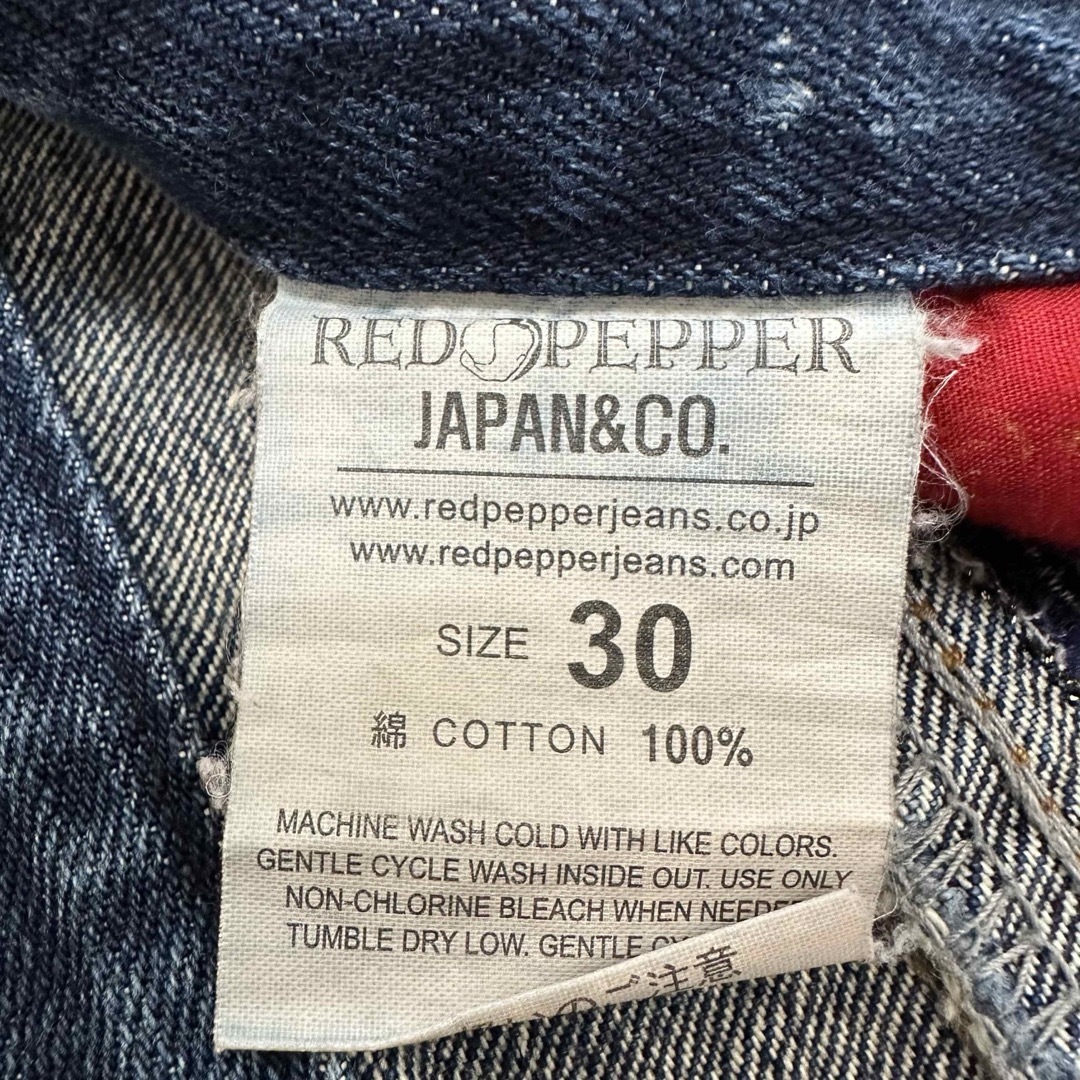 RED PEPPER
JAPAN&CO.
www.redpepperjeans.co.jp
www.redpepperjeans.com
SIZE 30
綿 COTTON 100%
MACHINE WASH COLD WITH LIKE COLORS.
GENTLE CYCLE WASH INSIDE OUT. USE ONLY
NON-CHLORINE BLEACH WHEN
TUMBLE DRY LOW. GENTLE
のご注意